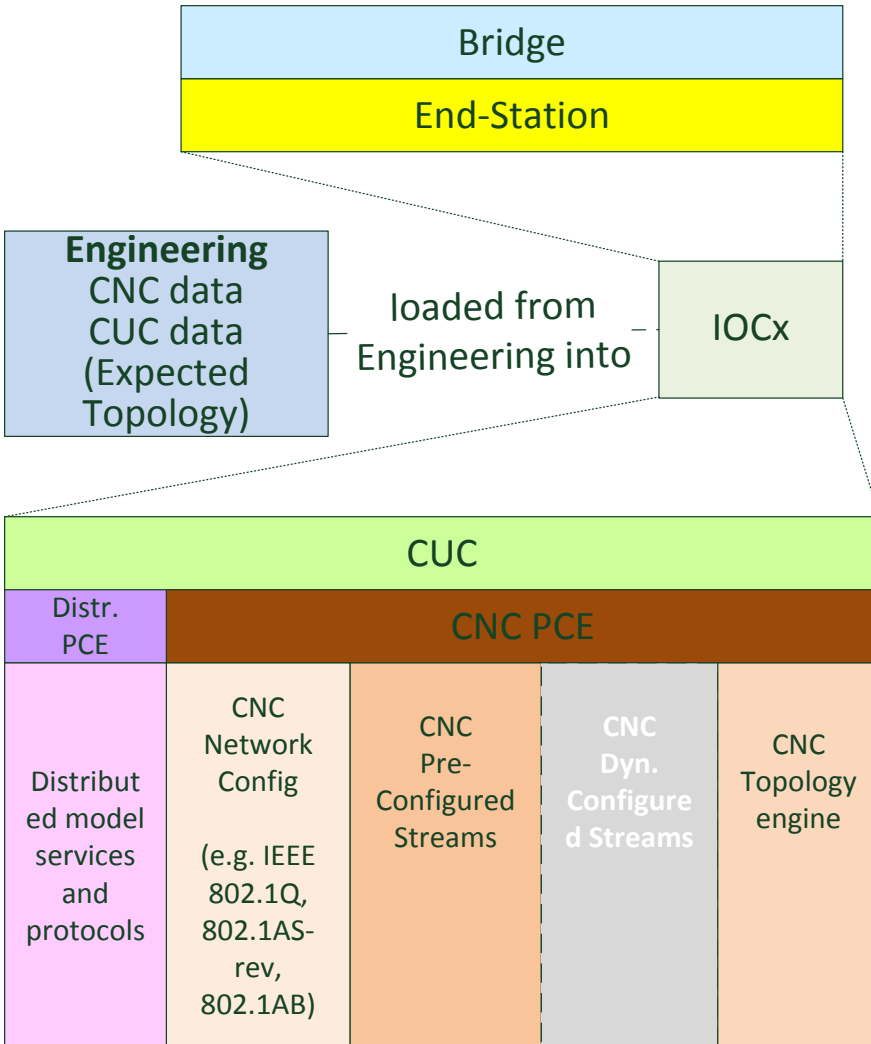 Bridge
End-Station
Engineering
CNC data
CUC data
(Expected
Topology)
loaded from
Engineering into
IOCx
CUC
Distr.
PCE
CNC PCE
Distribut
ed model
services
and
protocols
CNC
Network
Config
(e.g. IEEE
802.1Q,
802.1AS-
rev,
802.1AB)
CNC
Pre-
Configured
Streams
CNC
Dyn.
Configure
d Streams
CNC
Topology
engine